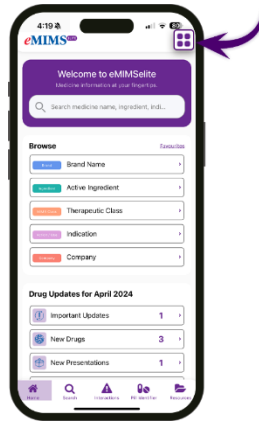 4:19
eMIMS
Welcome to eMIMSelite
Medicine information at your fingertips.
Search medicine name, ingredient, indi...
Browse
Favourites
Brand Name
Active Ingredient
Therapeutic Class
Indication
Company
Drug Updates for April 2024
Important Updates 1
New Drugs 3
New Presentations 1
Home Search Interactions Pill Identifier Resources